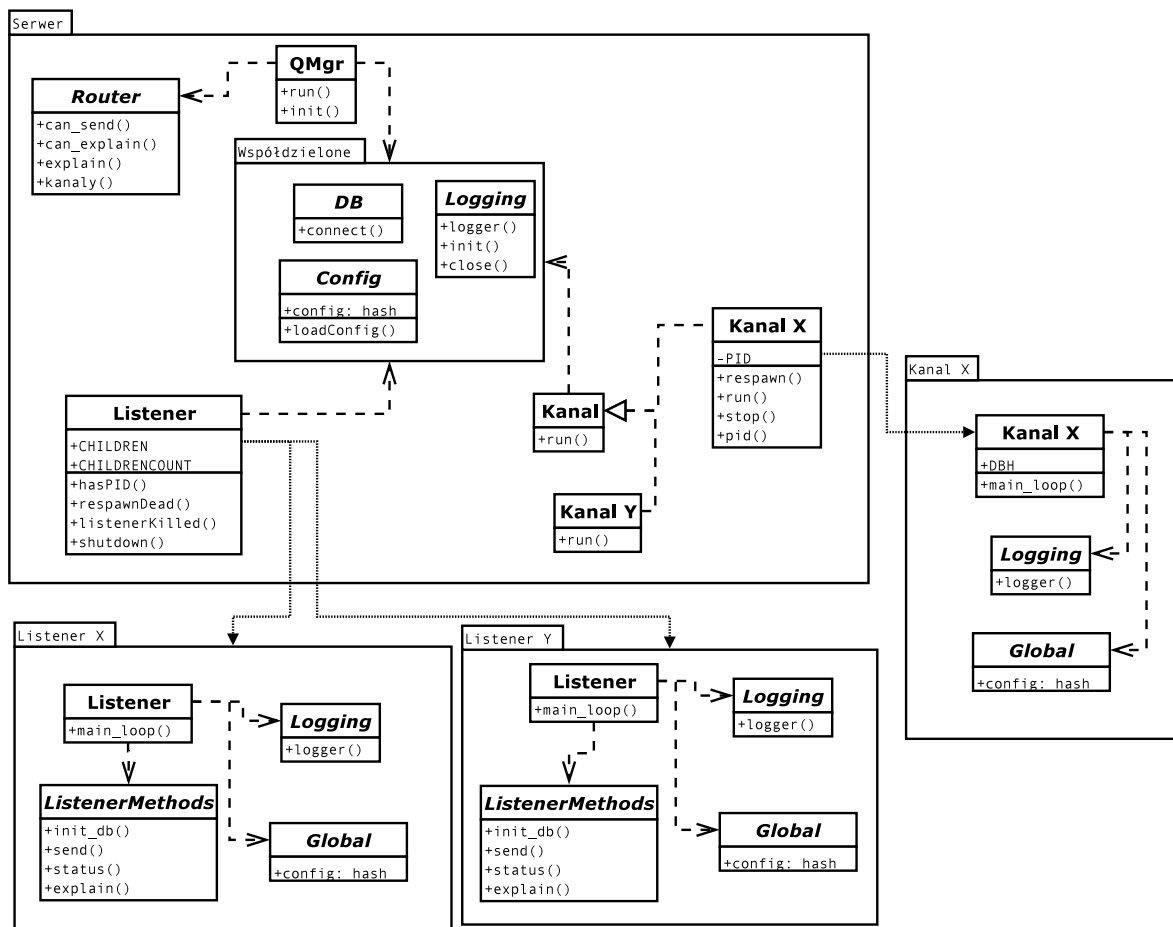 Serwer
QMgr
+run()
+init()
Router
+can_send()
+can_explain()
+explain()
+kanaly()
Współdzielone
DB
+connect()
Logging
+logger()
+init()
+close()
Config
+config: hash
+loadConfig()
Kanal X
-PID
+respawn()
+run()
+stop()
+pid()
Kanal
+run()
Listener
+CHILDREN
+CHILDRENCOUNT
+hasPID()
+respawnDead()
+listenerKilled()
+shutdown()
Kanal Y
+run()
Kanal X
Kanal X
+DBH
+main_loop()
Logging
+logger()
Global
+config: hash
Listener X
Listener
+main_loop()
Logging
+logger()
ListenerMethods
+init_db()
+send()
+status()
+explain()
Global
+config: hash
Listener Y
Listener
+main_loop()
Logging
+logger()
ListenerMethods
+init_db()
+send()
+status()
+explain()
Global
+config: hash